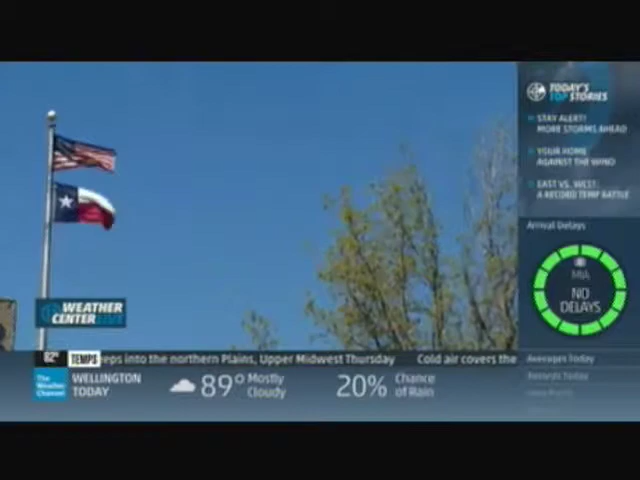 TODAY'S
TOP STORIES
STAY ALERT!
MORE STORMS AHEAD
YOUR HOME
AGAINST THE WIND
EAST VS. WEST:
A RECORD TEMP BATTLE
Arrival Delays
MIA
NO
DELAYS
WEATHER
CENTER LIVE
82° TEMPS eeps into the northern Plains, Upper Midwest Thursday Cold air covers the
Averages Today
The
Weather
Channel
WELLINGTON
TODAY
89° Mostly
Cloudy
20% Chance
of Rain
Records Today